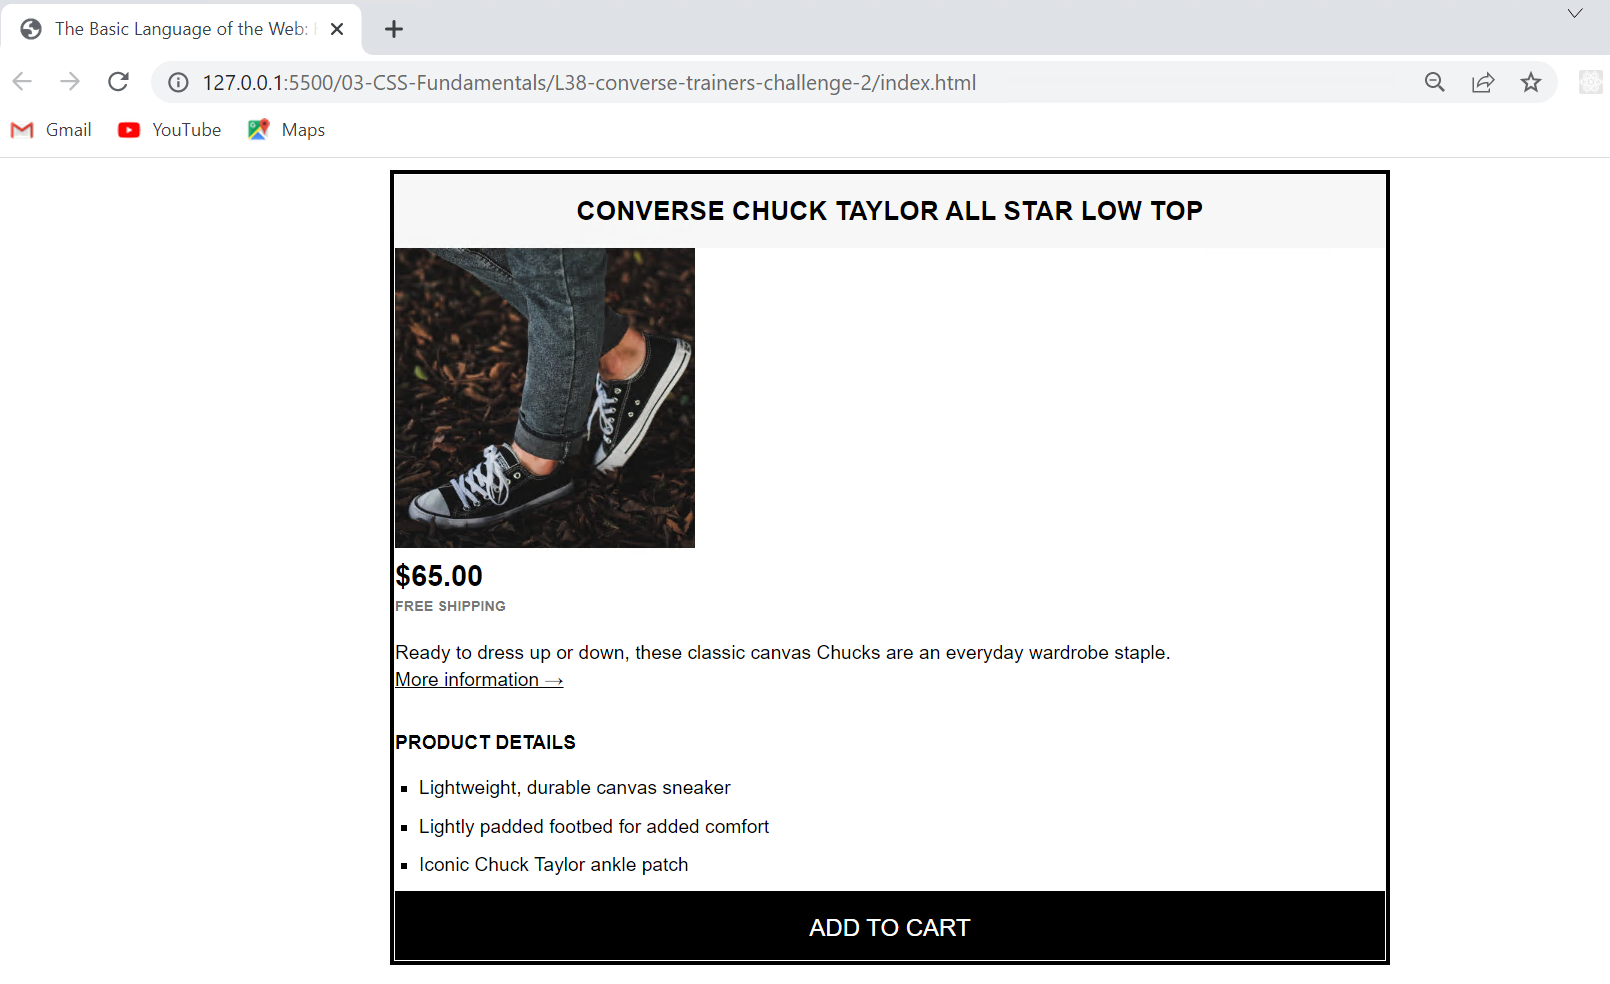 The Basic Language of the Web:
127.0.0.1:5500/03-CSS-Fundamentals/L38-converse-trainers-challenge-2/index.html
Gmail YouTube Maps
CONVERSE CHUCK TAYLOR ALL STAR LOW TOP
$65.00
FREE SHIPPING
Ready to dress up or down, these classic canvas Chucks are an everyday wardrobe staple.
More information →
PRODUCT DETAILS
Lightweight, durable canvas sneaker
Lightly padded footbed for added comfort
Iconic Chuck Taylor ankle patch
ADD TO CART